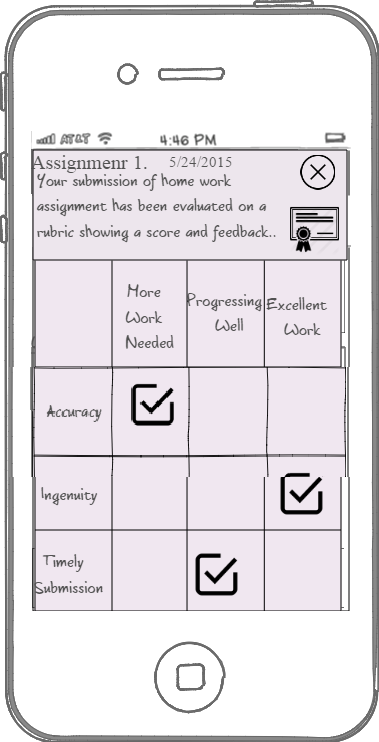 AT&T 4:46 PM
Assignmenr 1. 5/24/2015
Your submission of home work
assignment has been evaluated on a
rubric showing a score and feedback..
More
Work
Needed
Progressing
Well
Excellent
Work
Accuracy
Ingenuity
Timely
Submission